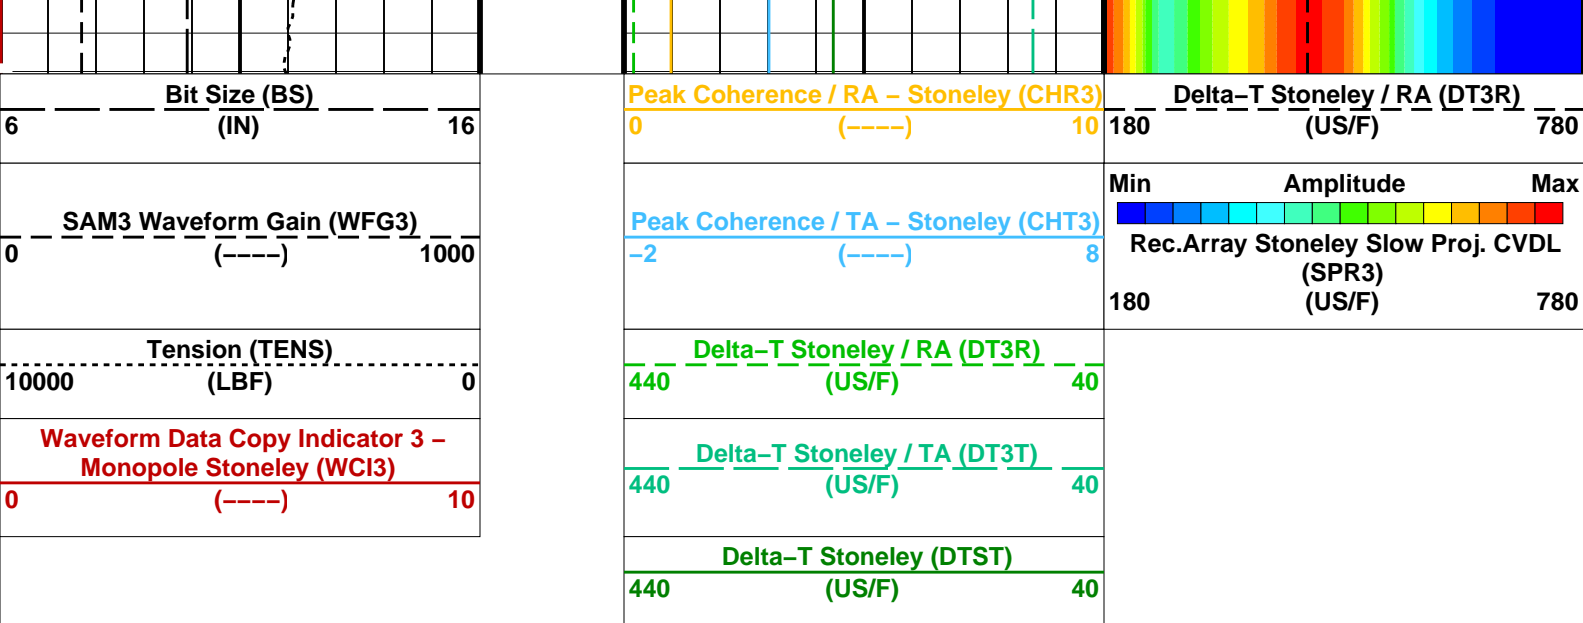 Bit Size (BS)
6 (IN) 16
SAM3 Waveform Gain (WFG3)
0 (−−−−) 1000
Tension (TENS)
10000 (LBF) 0
Waveform Data Copy Indicator 3 −
Monopole Stoneley (WCI3)
0 (−−−−) 10
Peak Coherence / RA − Stoneley (CHR3)
0 (−−−−) 10
Peak Coherence / TA − Stoneley (CHT3)
−2 (−−−−) 8
Delta−T Stoneley / RA (DT3R)
440 (US/F) 40
Delta−T Stoneley / TA (DT3T)
440 (US/F) 40
Delta−T Stoneley (DTST)
440 (US/F) 40
Delta−T Stoneley / RA (DT3R)
180 (US/F) 780
Min Amplitude Max
Rec.Array Stoneley Slow Proj. CVDL
(SPR3)
180 (US/F) 780